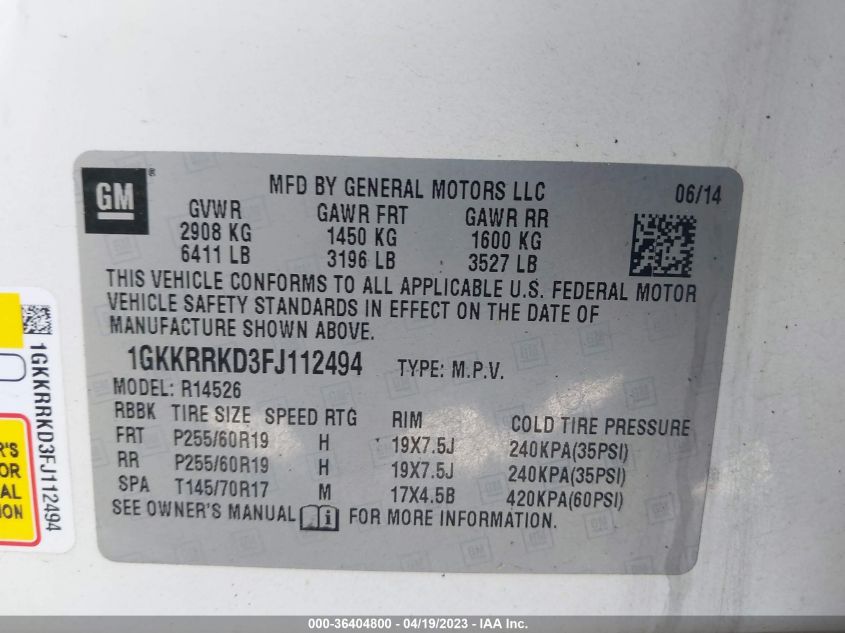 GM ®
MFD BY GENERAL MOTORS LLC 06/14
GVWR GAWR FRT GAWR RR
2908 KG 1450 KG 1600 KG
6411 LB 3196 LB 3527 LB
THIS VEHICLE CONFORMS TO ALL APPLICABLE U.S. FEDERAL MOTOR
VEHICLE SAFETY STANDARDS IN EFFECT ON THE DATE OF
MANUFACTURE SHOWN ABOVE.
1GKKRRKD3FJ112494 TYPE: M.P.V.
MODEL: R14526
RBBK TIRE SIZE SPEED RTG RIM COLD TIRE PRESSURE
FRT P255/60R19 H 19X7.5J 240KPA(35PSI)
RR P255/60R19 H 19X7.5J 240KPA(35PSI)
SPA T145/70R17 M 17X4.5B 420KPA(60PSI)
SEE OWNER'S MANUAL FOR MORE INFORMATION.
1GKKRRKD3FJ112494
R'S
OR
AL
ON
000-36404800 - 04/19/2023 - IAA Inc.